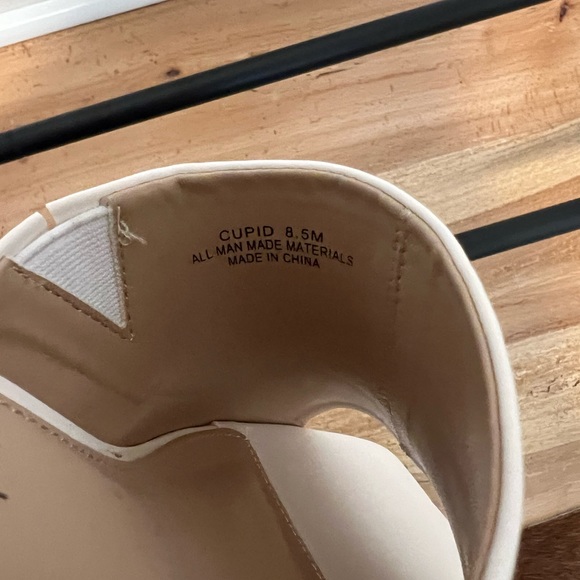 CUPID 8.5M
ALL MAN MADE MATERIALS
MADE IN CHINA